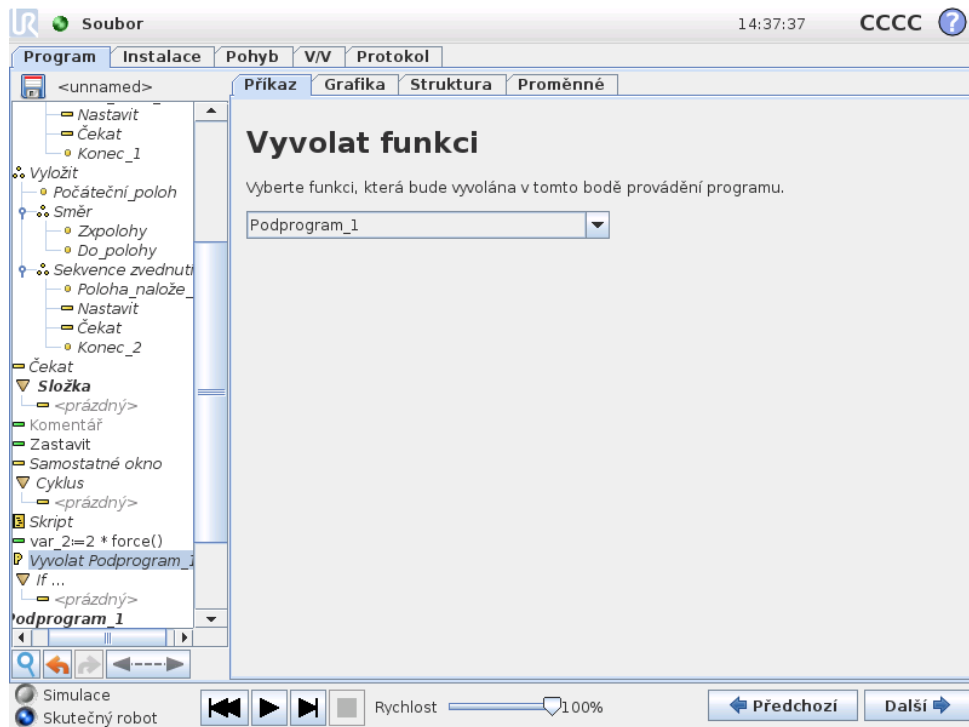 UR Soubor 14:37:37 CCCC ?
Program Instalace Pohyb V/V Protokol
<unnamed>
Příkaz Grafika Struktura Proměnné
Nastavit
Čekat
Konec_1
Vyložit
Počáteční_poloh
Směr
Zxpolohy
Do_polohy
Sekvence zvednutí
Poloha_nalože_
Nastavit
Čekat
Konec_2
Čekat
Složka
<prázdný>
Komentář
Zastavit
Samostatné okno
Cyklus
<prázdný>
Skript
var_2:=2 * force()
Vyvolat Podprogram_1
If ...
<prázdný>
Podprogram_1
Vyvolat funkci
Vyberte funkci, která bude vyvolána v tomto bodě provádění programu.
Podprogram_1
Simulace
Skutečný robot
Rychlost 100%
Předchozí Další